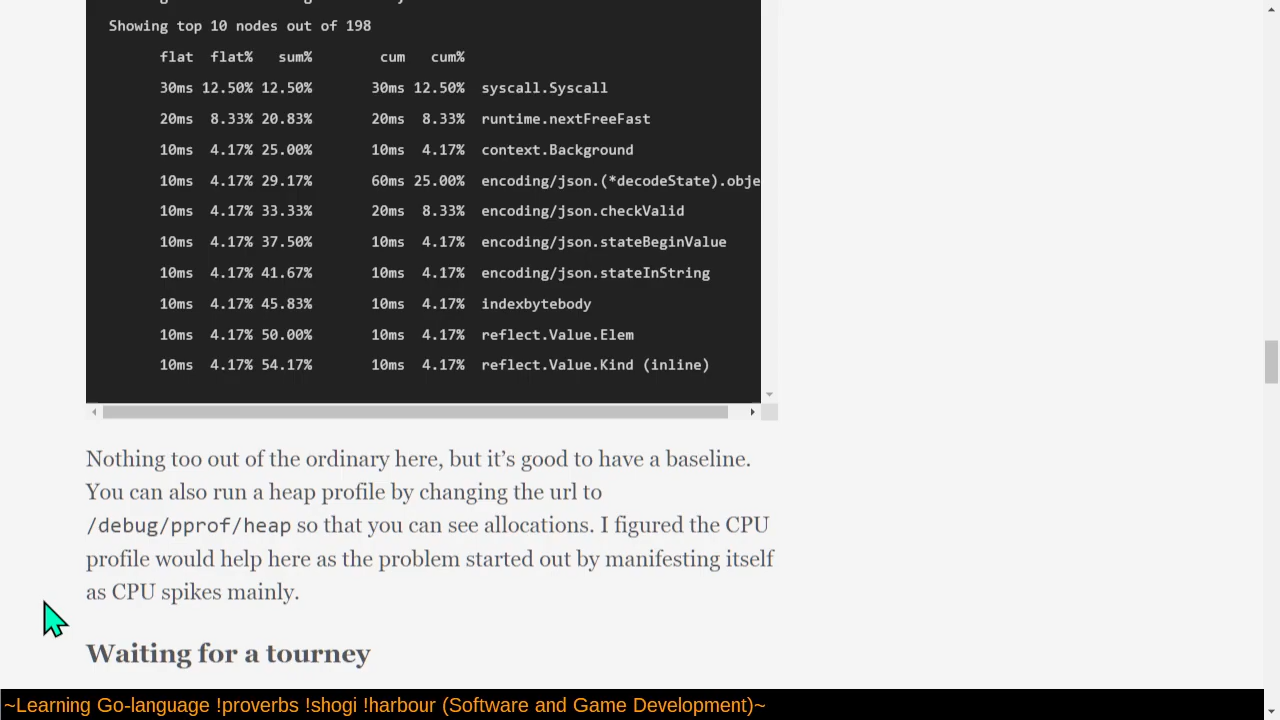 Showing top 10 nodes out of 198
flat flat% sum% cum cum%
30ms 12.50% 12.50% 30ms 12.50% syscall.Syscall
20ms 8.33% 20.83% 20ms 8.33% runtime.nextFreeFast
10ms 4.17% 25.00% 10ms 4.17% context.Background
10ms 4.17% 29.17% 60ms 25.00% encoding/json.(*decodeState).obje
10ms 4.17% 33.33% 20ms 8.33% encoding/json.checkValid
10ms 4.17% 37.50% 10ms 4.17% encoding/json.stateBeginValue
10ms 4.17% 41.67% 10ms 4.17% encoding/json.stateInString
10ms 4.17% 45.83% 10ms 4.17% indexbytebody
10ms 4.17% 50.00% 10ms 4.17% reflect.Value.Elem
10ms 4.17% 54.17% 10ms 4.17% reflect.Value.Kind (inline)
Nothing too out of the ordinary here, but it’s good to have a baseline.
You can also run a heap profile by changing the url to
/debug/pprof/heap so that you can see allocations. I figured the CPU
profile would help here as the problem started out by manifesting itself
as CPU spikes mainly.
Waiting for a tourney
~Learning Go-language !proverbs !shogi !harbour (Software and Game Development)~